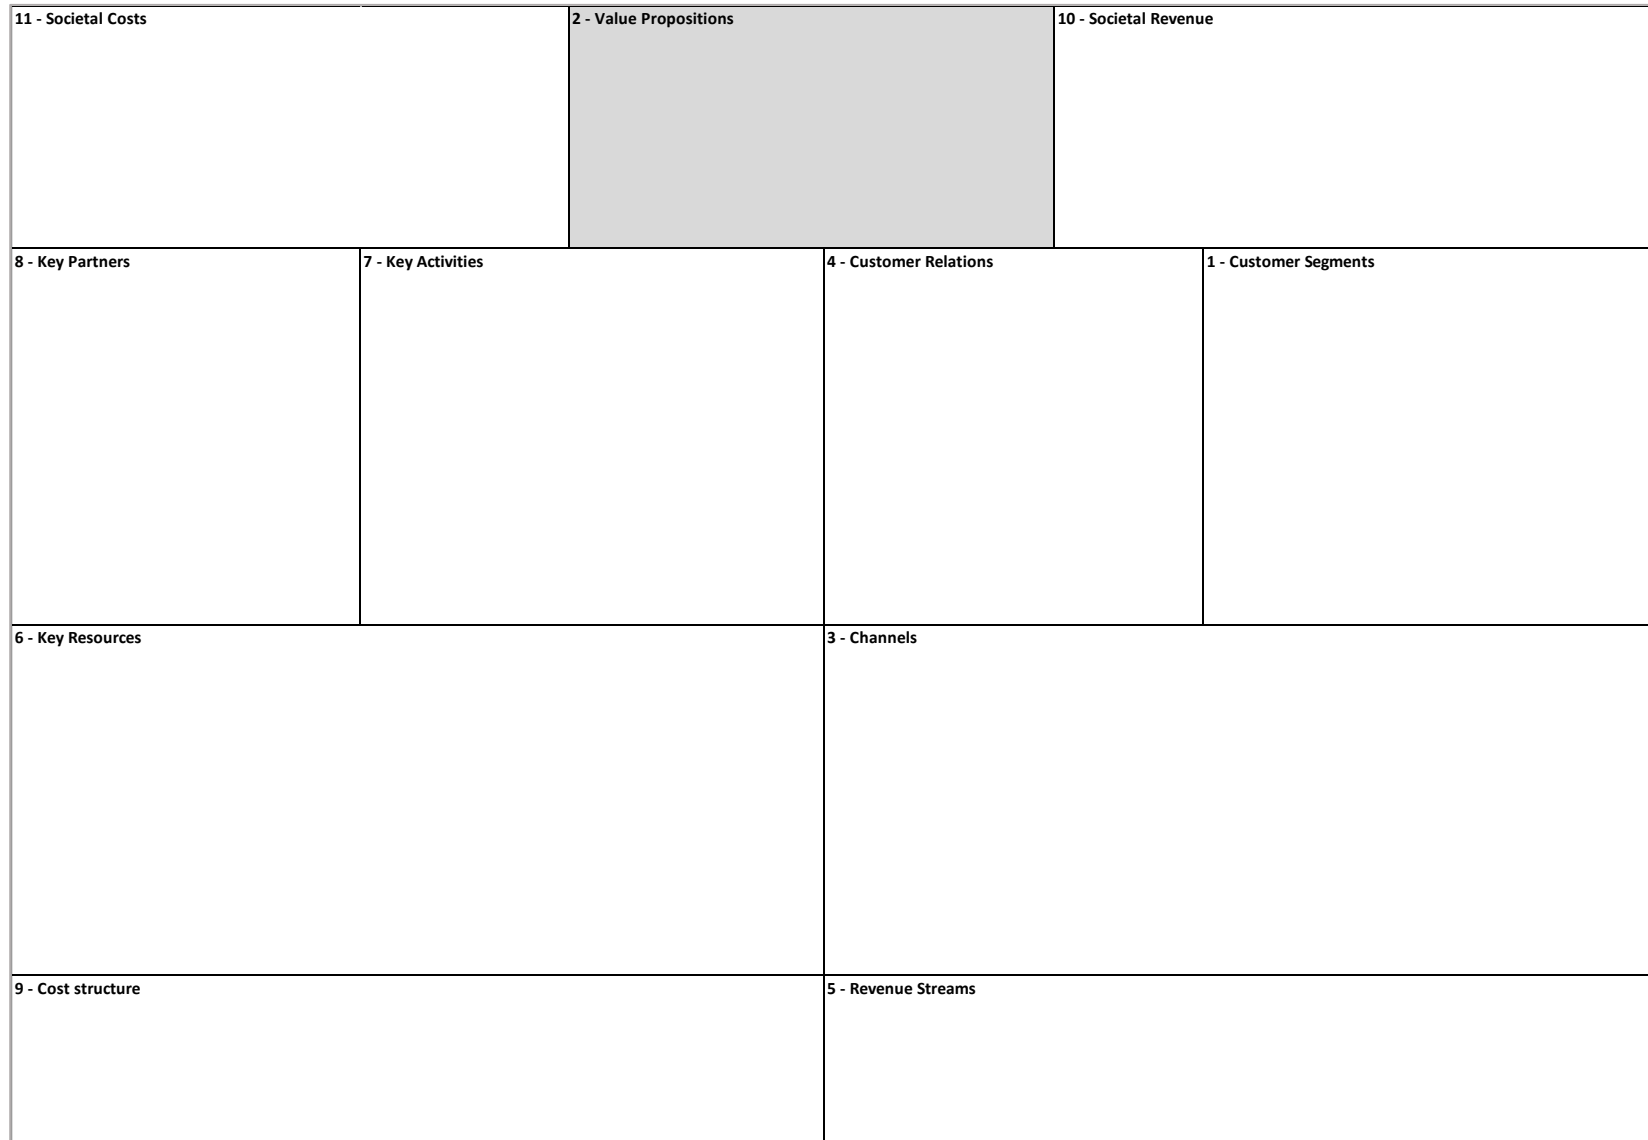 11 - Societal Costs
2 - Value Propositions
10 - Societal Revenue
8 - Key Partners
7 - Key Activities
4 - Customer Relations
1 - Customer Segments
6 - Key Resources
3 - Channels
9 - Cost structure
5 - Revenue Streams